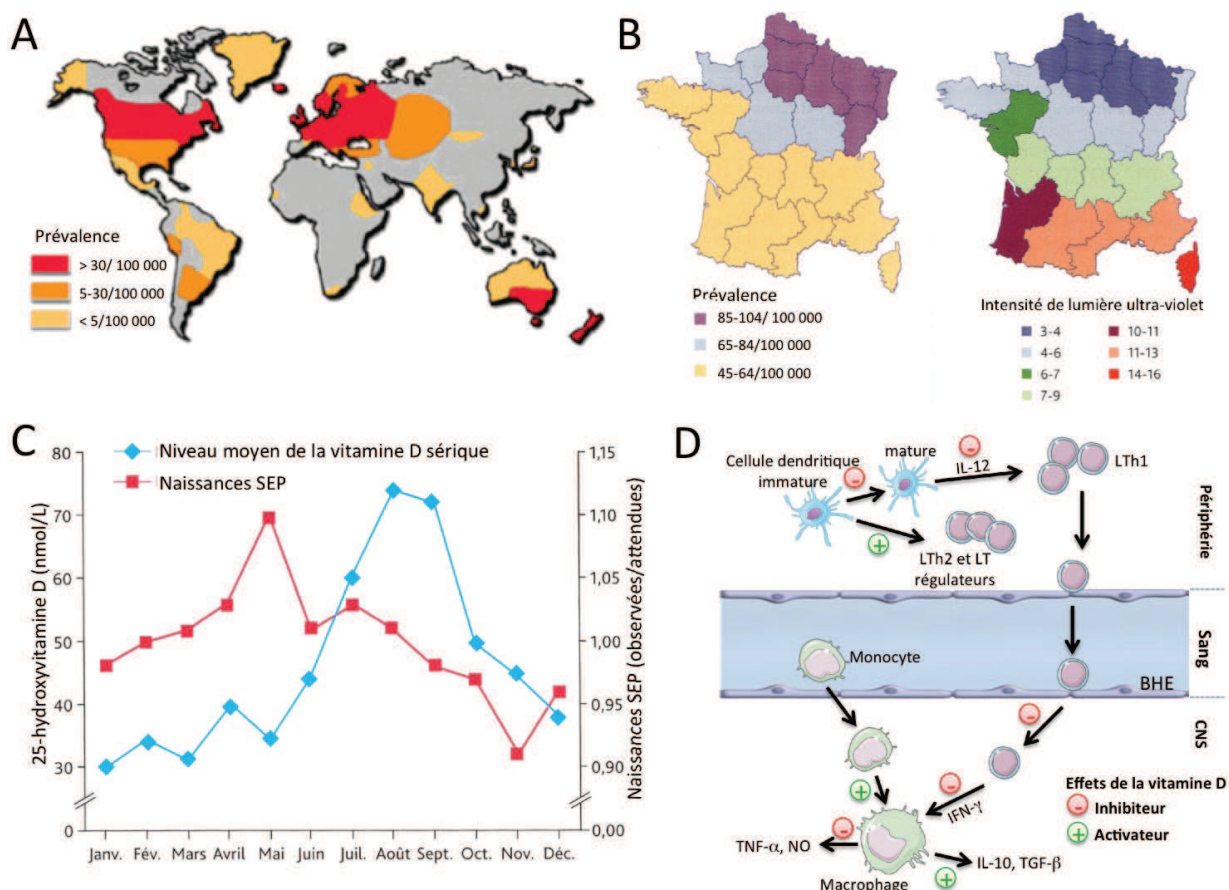 A
Prévalence
> 30/ 100 000
5-30/100 000
< 5/100 000
B
Prévalence
85-104/ 100 000
65-84/100 000
45-64/100 000
Intensité de lumière ultra-violet
3-4
4-6
6-7
7-9
10-11
11-13
14-16
C
Niveau moyen de la vitamine D sérique
Naissances SEP
25-hydroxyvitamine D (nmol/L)
80
70
60
50
40
30
0
Naissances SEP (observées/attendues)
1,15
1,10
1,05
1,00
0,95
0,90
0,00
Janv. Fév. Mars Avril Mai Juin Juil. Août Sept. Oct. Nov. Déc.
D
Cellule dendritique
immature
mature
IL-12
LTh1
LTh2 et LT
régulateurs
Périphérie
Monocyte
BHE
Sang
CNS
IFN-γ
TNF-α, NO
IL-10, TGF-β
Macrophage
Effets de la vitamine D
- Inhibiteur
+ Activateur